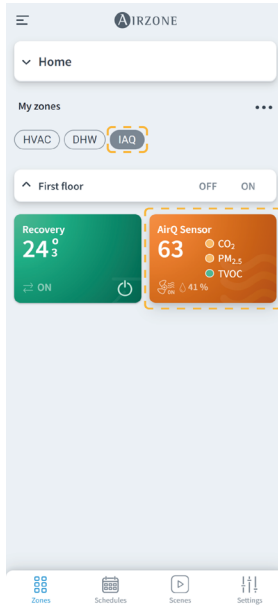 AIRZONE
Home
My zones
HVAC DHW IAQ
First floor OFF ON
Recovery
24°3
ON
AirQ Sensor
63
CO₂
PM₂.₅
TVOC
ON 41 %
Zones Schedules Scenes Settings